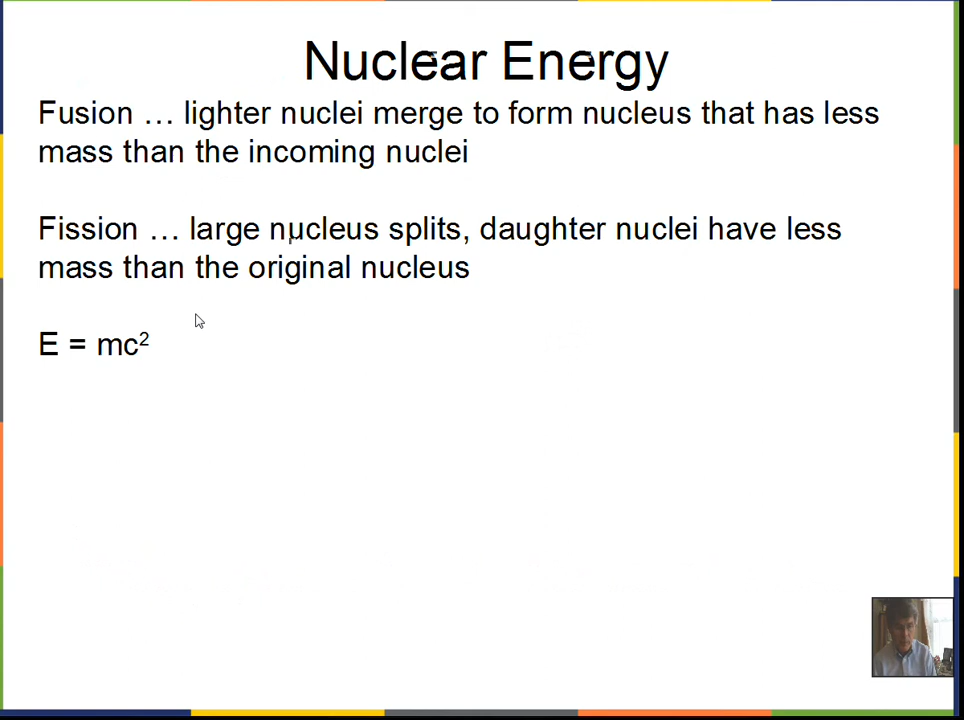 Nuclear Energy
Fusion … lighter nuclei merge to form nucleus that has less
mass than the incoming nuclei
Fission … large nucleus splits, daughter nuclei have less
mass than the original nucleus
E = mc²